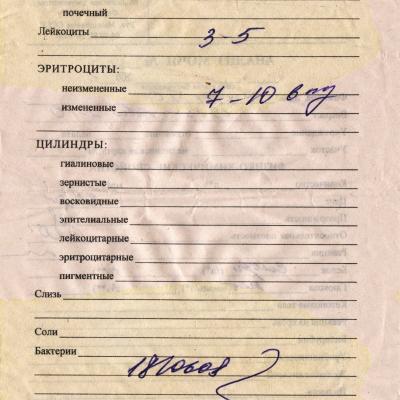 почечный
Лейкоциты 3-5
ЭРИТРОЦИТЫ:
неизмененные 7-10 в п/з
измененные
ЦИЛИНДРЫ:
гиалиновые
зернистые
восковидные
эпителиальные
лейкоцитарные
эритроцитарные
пигментные
Слизь
Соли
Бактерии